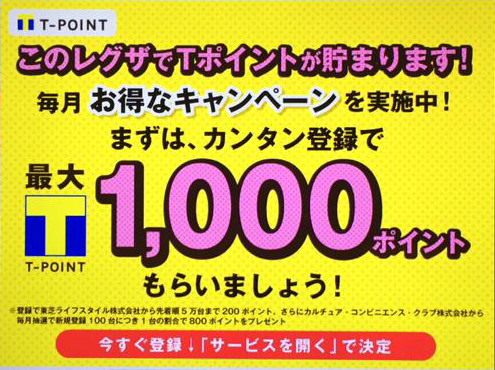 T-POINT
このレグザでTポイントが貯まります!
毎月 お得なキャンペーン を実施中!
まずは、カンタン登録で
最大
T
T-POINT
1,000ポイント
もらいましょう!
※登録で東芝ライフスタイル株式会社から先着順5万台まで200ポイント、さらにカルチュア・コンビニエンス・クラブ株式会社から
毎月抽選で新規登録100台につき1台の割合で800ポイントをプレゼント
今すぐ登録↓「サービスを開く」で決定